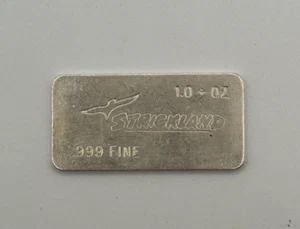 1.0 + OZ
STRICKLAND
999 FINE